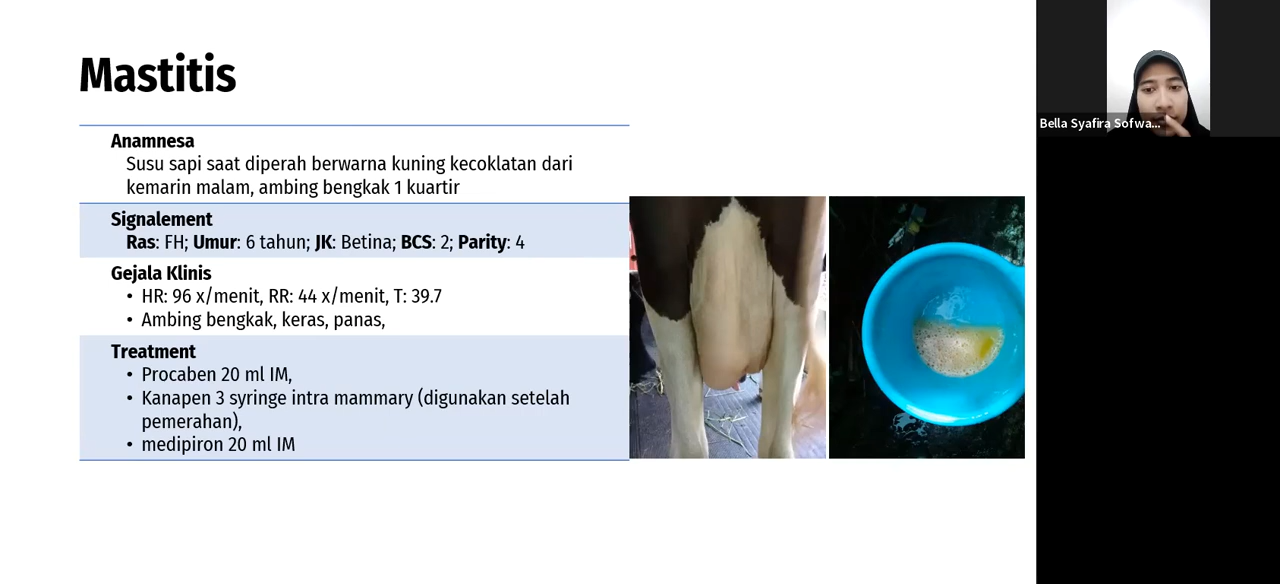 Mastitis
Anamnesa
Susu sapi saat diperah berwarna kuning kecoklatan dari
kemarin malam, ambing bengkak 1 kuartir
Signalement
Ras: FH; Umur: 6 tahun; JK: Betina; BCS: 2; Parity: 4
Gejala Klinis
• HR: 96 x/menit, RR: 44 x/menit, T: 39.7
• Ambing bengkak, keras, panas,
Treatment
• Procaben 20 ml IM,
• Kanapen 3 syringe intra mammary (digunakan setelah
pemerahan),
• medipiron 20 ml IM
Bella Syafira Sofwa...